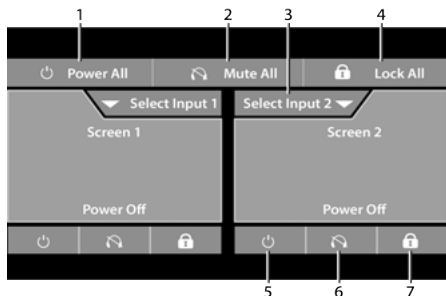 1 2 3 4
Power All Mute All Lock All
Select Input 1 Select Input 2
Screen 1 Screen 2
Power Off Power Off
5 6 7